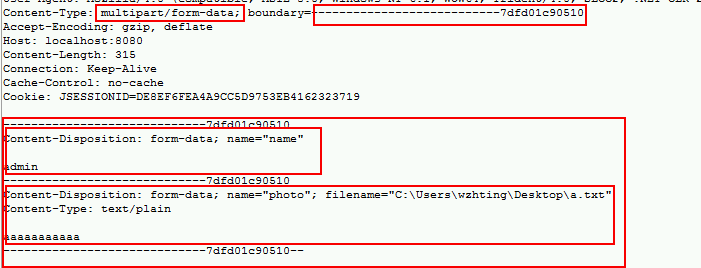 Content-Type: multipart/form-data; boundary=---------------------------7dfd01c90510
Accept-Encoding: gzip, deflate
Host: localhost:8080
Content-Length: 315
Connection: Keep-Alive
Cache-Control: no-cache
Cookie: JSESSIONID=DE8EF6FEA4A9CC5D9753EB4162323719
-----------------------------7dfd01c90510
Content-Disposition: form-data; name="name"
admin
-----------------------------7dfd01c90510
Content-Disposition: form-data; name="photo"; filename="C:\Users\wzhting\Desktop\a.txt"
Content-Type: text/plain
aaaaaaaaaaa
-----------------------------7dfd01c90510--